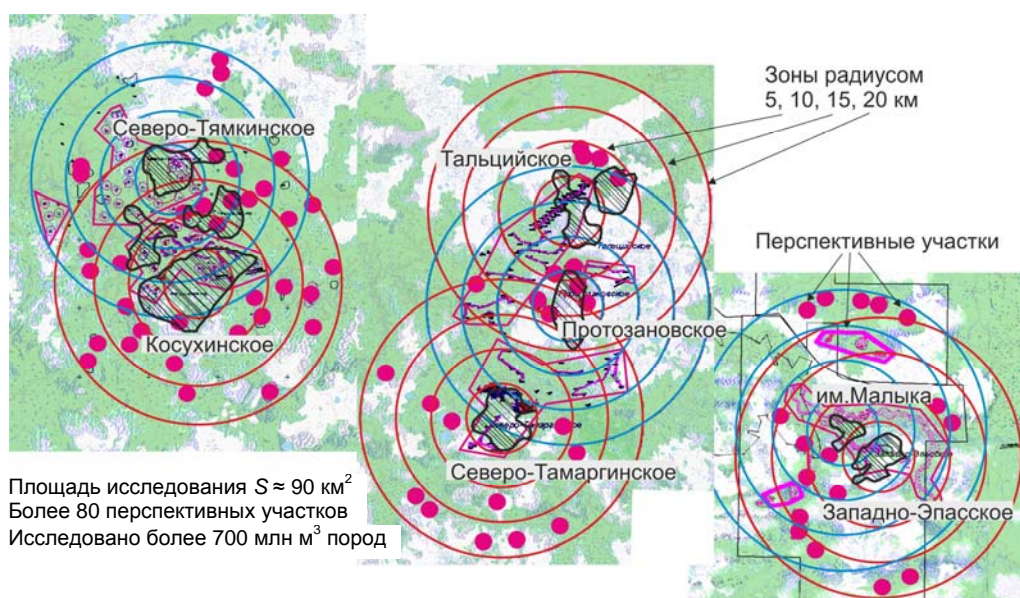 Зоны радиусом
5, 10, 15, 20 км
Северо-Тямкинское
Тальцийское
Перспективные участки
Протозановское
Косухинское
им.Малыка
Северо-Тамаргинское
Западно-Эпасское
Площадь исследования S ≈ 90 км²
Более 80 перспективных участков
Исследовано более 700 млн м³ пород